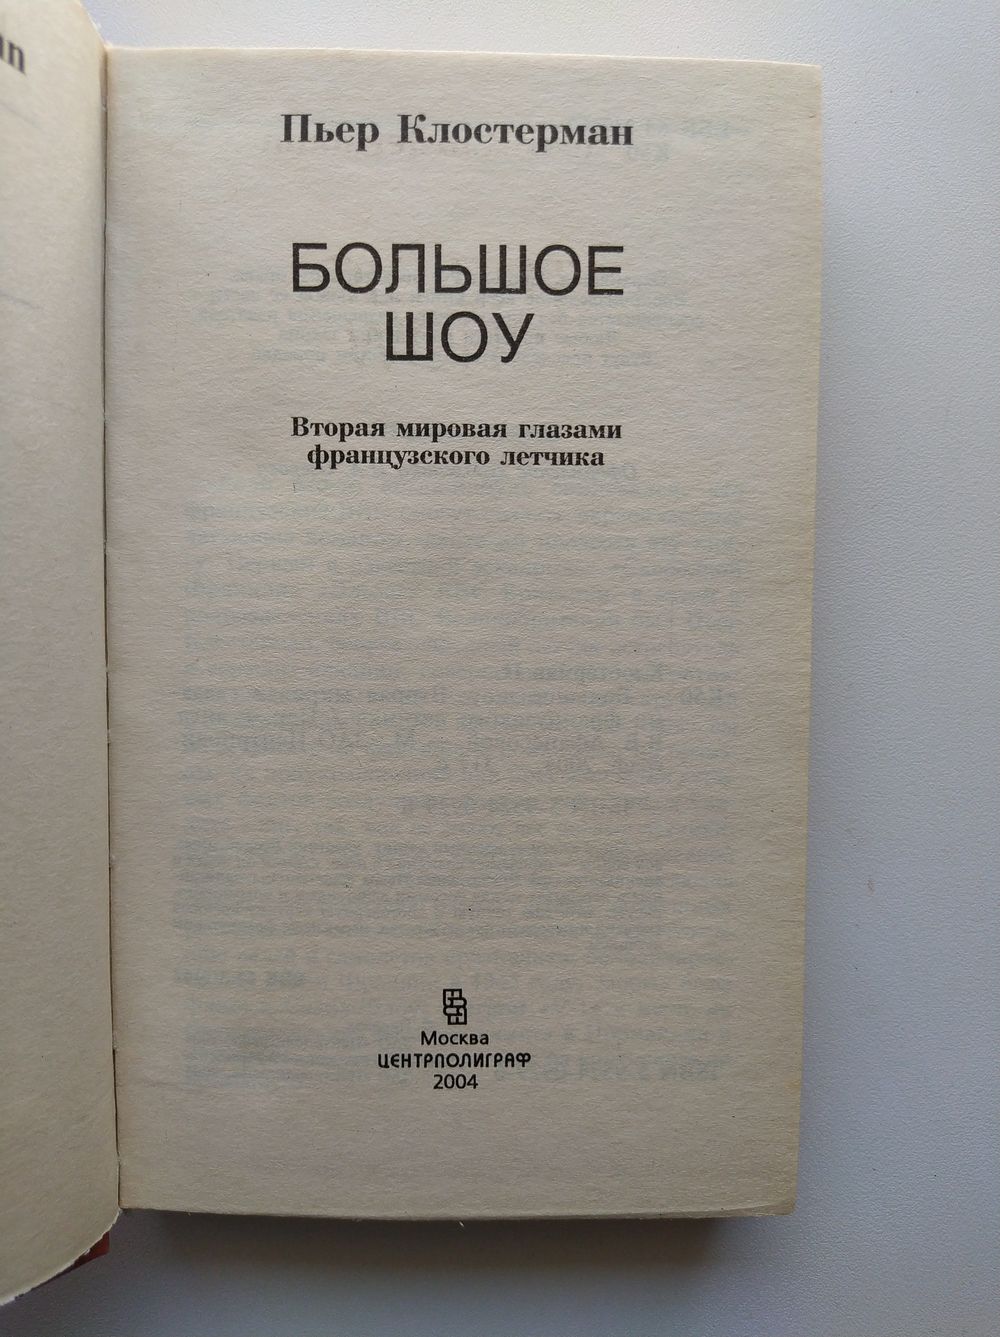 Пьер Клостерман
БОЛЬШОЕ
ШОУ
Вторая мировая глазами
французского летчика
Москва
ЦЕНТРПОЛИГРАФ
2004